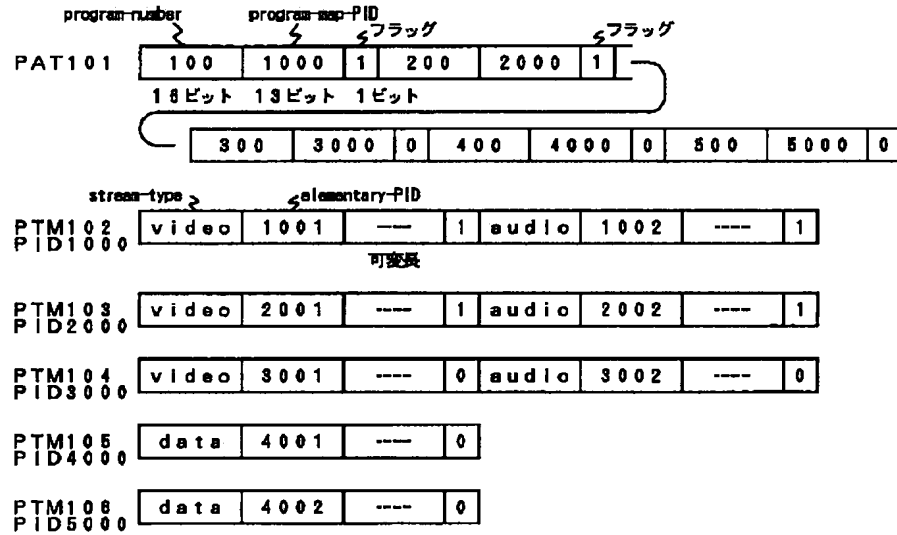 program-number program-map-PID フラッグ フラッグ
PAT101 100 1000 1 200 2000 1
16ビット 13ビット 1ビット
300 3000 0 400 4000 0 500 5000 0
stream-type elementary-PID
PTM102 video 1001 ---- 1 audio 1002 ---- 1
PID1000
可変長
PTM103 video 2001 ---- 1 audio 2002 ---- 1
PID2000
PTM104 video 3001 ---- 0 audio 3002 ---- 0
PID3000
PTM105 data 4001 ---- 0
PID4000
PTM106 data 4002 ---- 0
PID5000